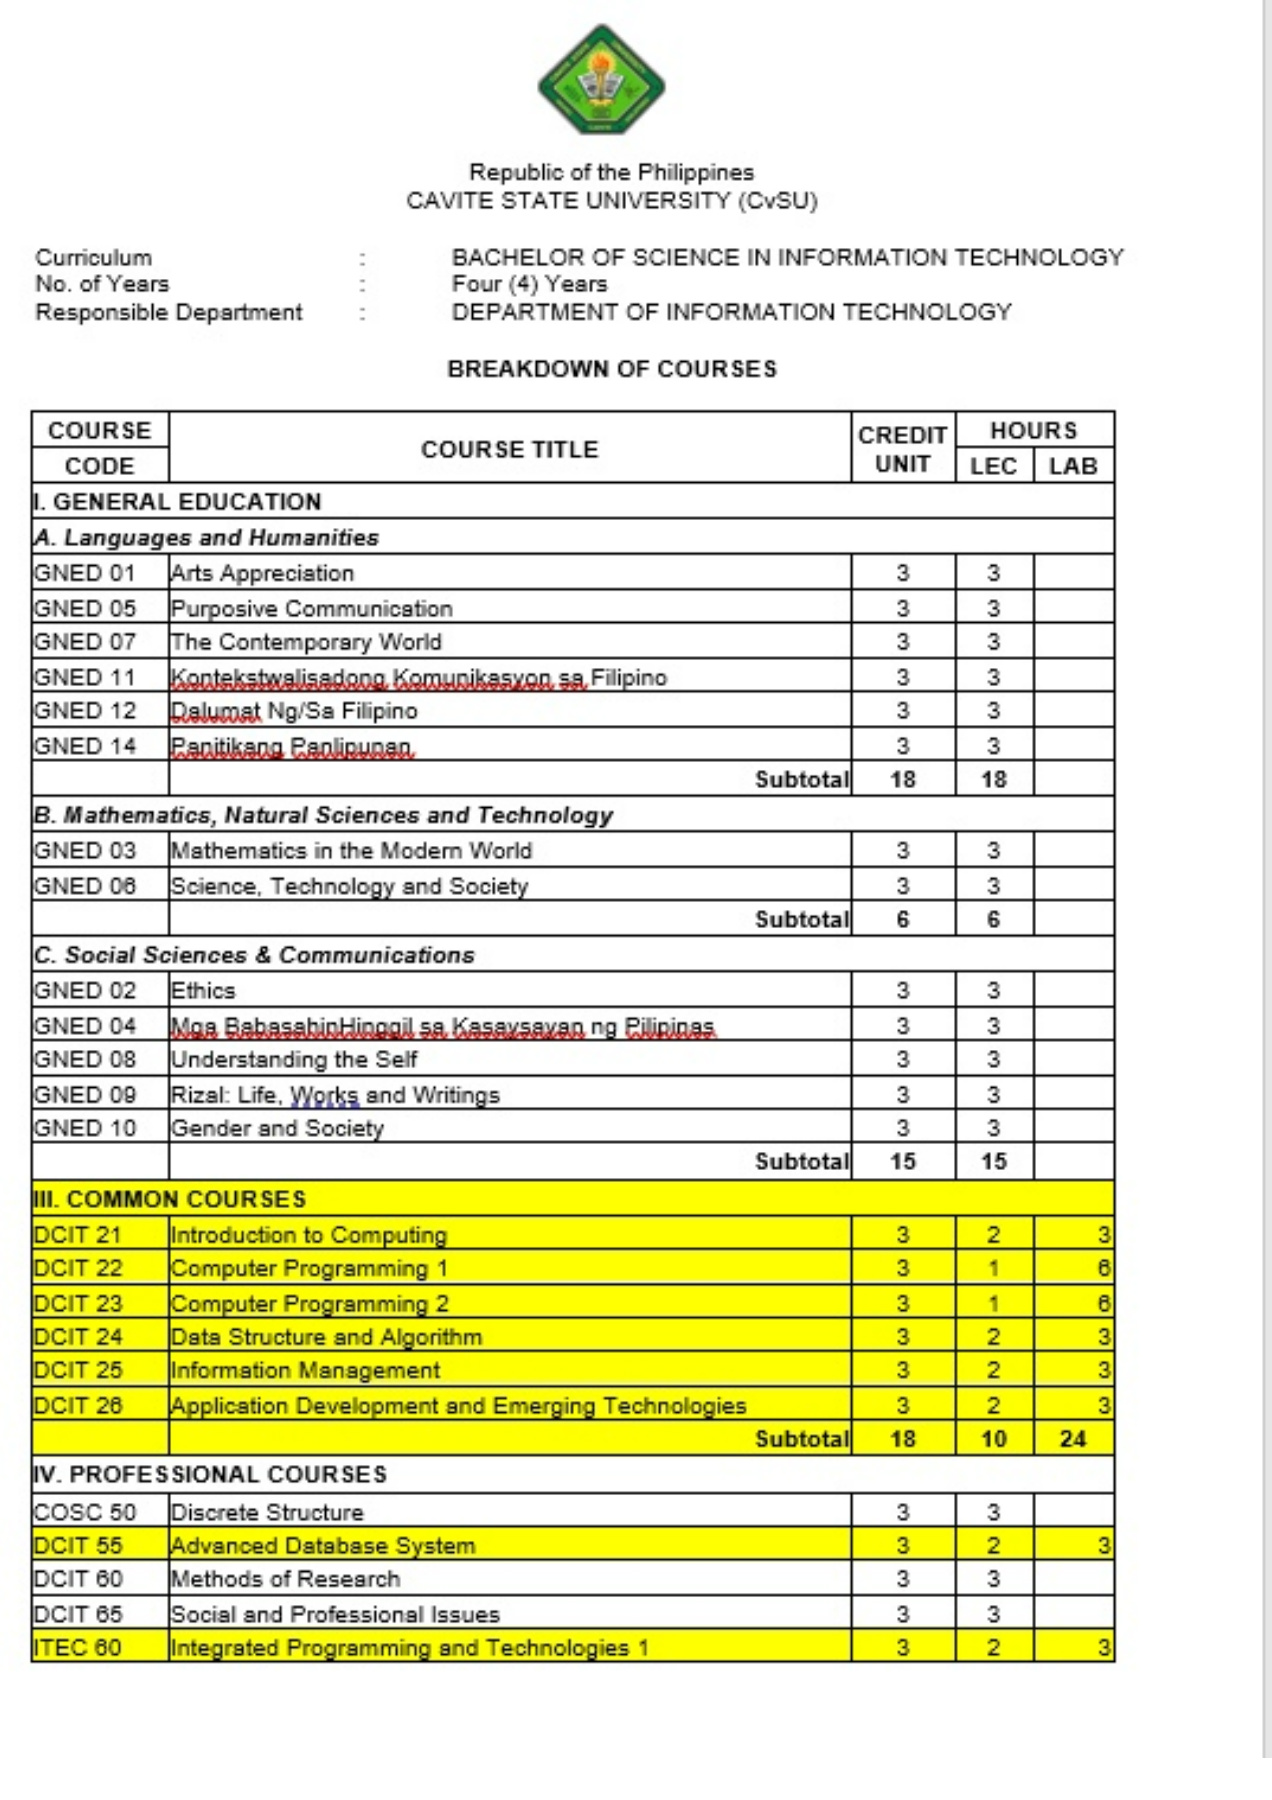 Republic of the Philippines
CAVITE STATE UNIVERSITY (CvSU)
Curriculum : BACHELOR OF SCIENCE IN INFORMATION TECHNOLOGY
No. of Years : Four (4) Years
Responsible Department : DEPARTMENT OF INFORMATION TECHNOLOGY
BREAKDOWN OF COURSES
COURSE CODE COURSE TITLE CREDIT UNIT HOURS
LEC LAB
I. GENERAL EDUCATION
A. Languages and Humanities
GNED 01 Arts Appreciation 3 3
GNED 05 Purposive Communication 3 3
GNED 07 The Contemporary World 3 3
GNED 11 Kontekstwalisadong Komunikasyon sa Filipino 3 3
GNED 12 Dalumat Ng/Sa Filipino 3 3
GNED 14 Panitikang Panlipunan 3 3
Subtotal 18 18
B. Mathematics, Natural Sciences and Technology
GNED 03 Mathematics in the Modern World 3 3
GNED 06 Science, Technology and Society 3 3
Subtotal 6 6
C. Social Sciences & Communications
GNED 02 Ethics 3 3
GNED 04 Mga BabasahinHinggil sa Kasaysayan ng Pilipinas 3 3
GNED 08 Understanding the Self 3 3
GNED 09 Rizal: Life, Works and Writings 3 3
GNED 10 Gender and Society 3 3
Subtotal 15 15
III. COMMON COURSES
DCIT 21 Introduction to Computing 3 2 3
DCIT 22 Computer Programming 1 3 1 6
DCIT 23 Computer Programming 2 3 1 6
DCIT 24 Data Structure and Algorithm 3 2 3
DCIT 25 Information Management 3 2 3
DCIT 26 Application Development and Emerging Technologies 3 2 3
Subtotal 18 10 24
IV. PROFESSIONAL COURSES
COSC 50 Discrete Structure 3 3
DCIT 55 Advanced Database System 3 2 3
DCIT 60 Methods of Research 3 3
DCIT 65 Social and Professional Issues 3 3
ITEC 60 Integrated Programming and Technologies 1 3 2 3